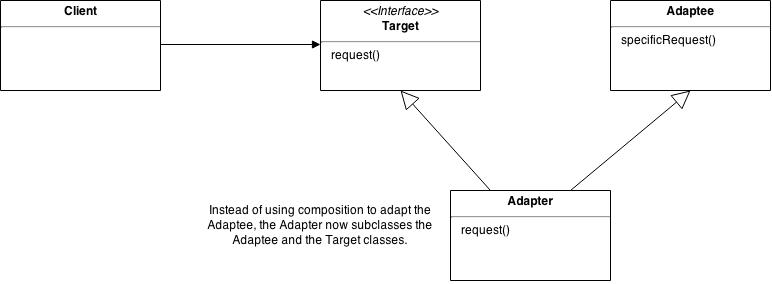 Client
<<Interface>>
Target
request()
Adaptee
specificRequest()
Instead of using composition to adapt the
Adaptee, the Adapter now subclasses the
Adaptee and the Target classes.
Adapter
request()